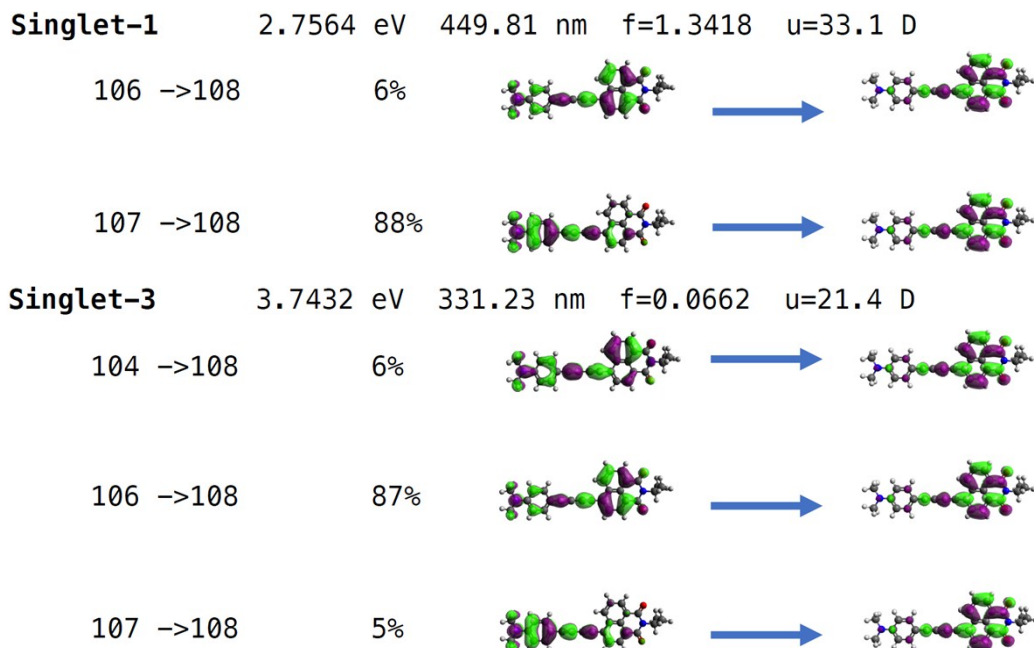 Singlet-1 2.7564 eV 449.81 nm f=1.3418 u=33.1 D
106 ->108 6%
107 ->108 88%
Singlet-3 3.7432 eV 331.23 nm f=0.0662 u=21.4 D
104 ->108 6%
106 ->108 87%
107 ->108 5%